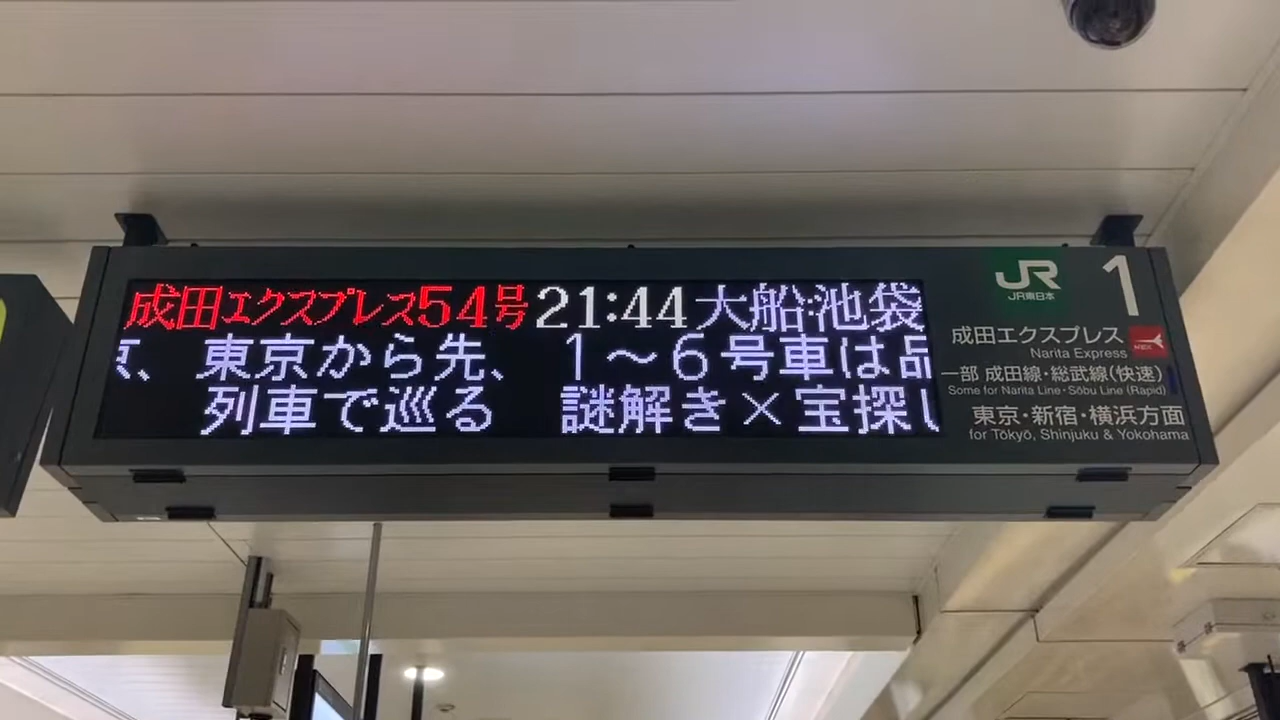 成田エクスプレス54号 21:44 大船・池袋
京、 東京から先、 1〜6号車は品
列車で巡る 謎解き×宝探し
JR
JR東日本
1
成田エクスプレス
Narita Express
N'EX
一部 成田線・総武線(快速)
Some for Narita Line・Sōbu Line (Rapid)
東京・新宿・横浜方面
for Tōkyō, Shinjuku & Yokohama